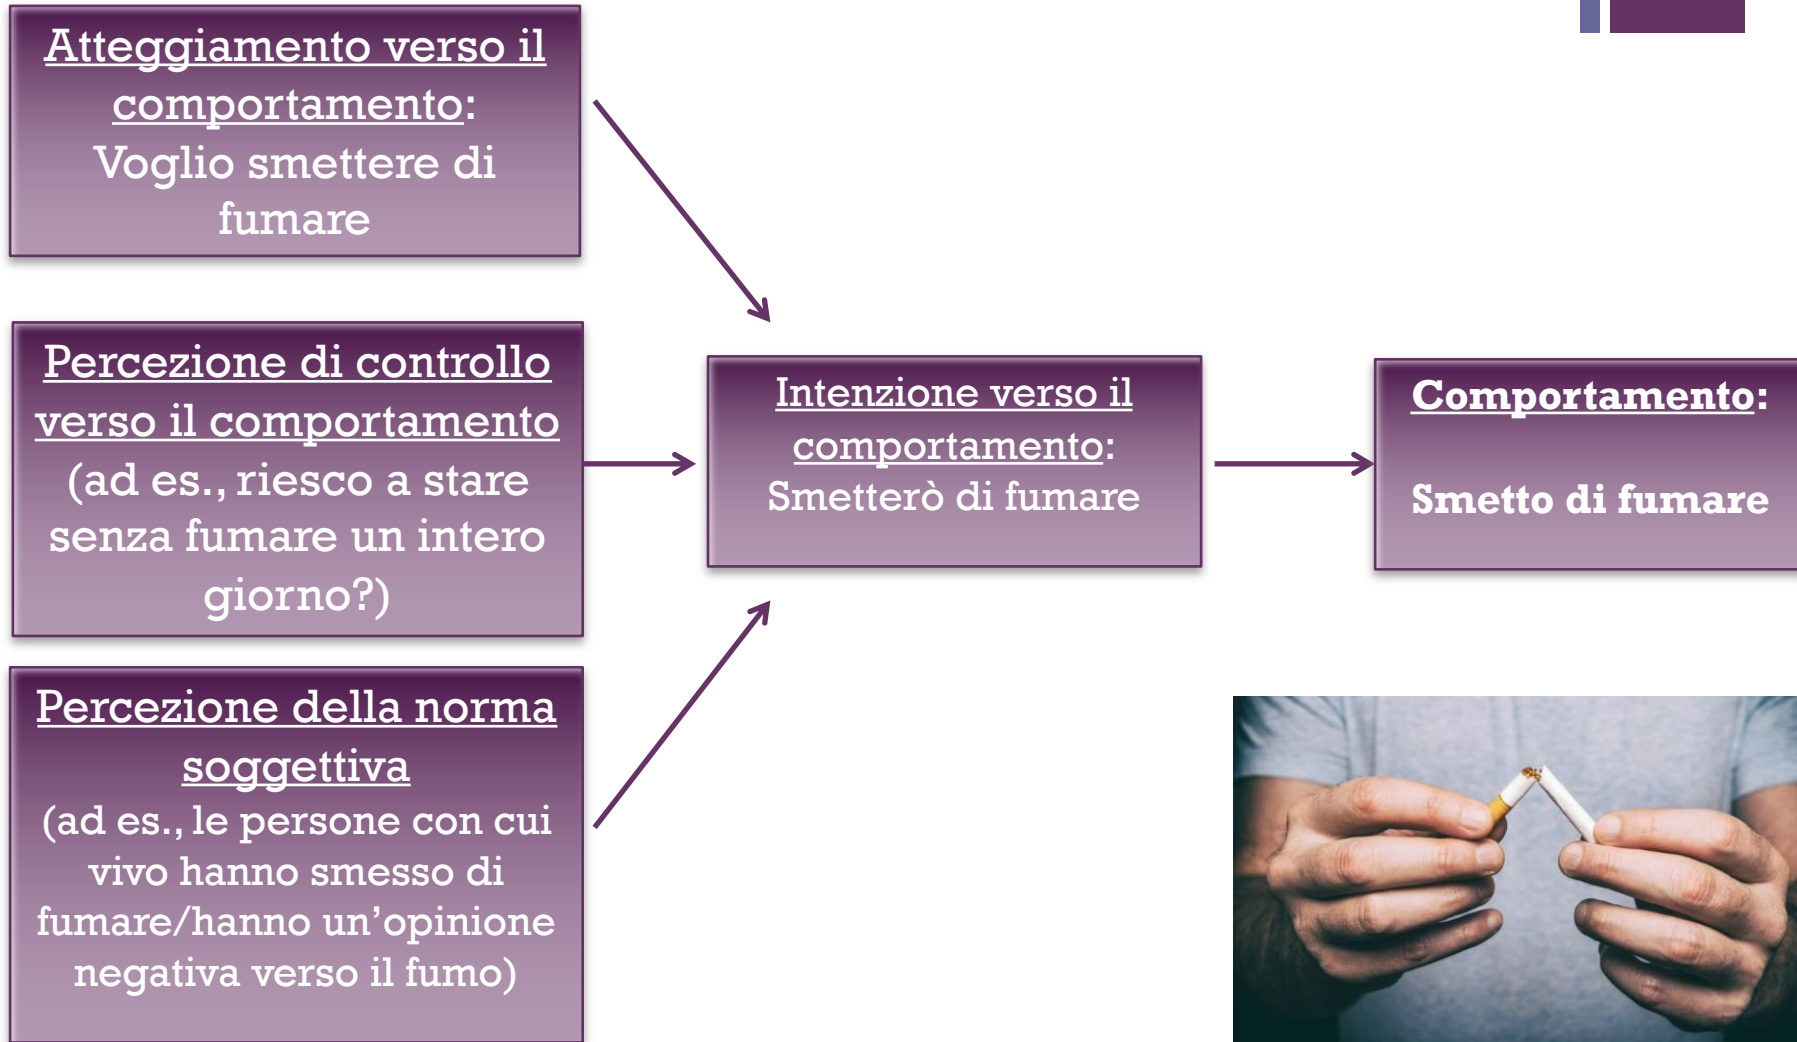 Atteggiamento verso il
comportamento:
Voglio smettere di
fumare
Percezione di controllo
verso il comportamento
(ad es., riesco a stare
senza fumare un intero
giorno?)
Percezione della norma
soggettiva
(ad es., le persone con cui
vivo hanno smesso di
fumare/hanno un’opinione
negativa verso il fumo)
Intenzione verso il
comportamento:
Smetterò di fumare
Comportamento:
Smetto di fumare